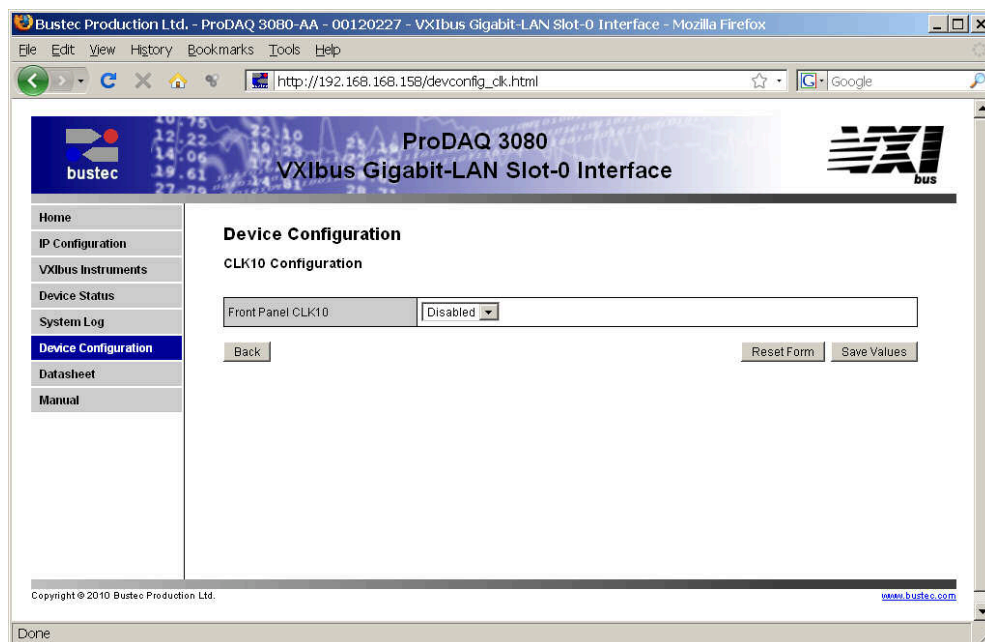 Bustec Production Ltd. - ProDAQ 3080-AA - 00120227 - VXIbus Gigabit-LAN Slot-0 Interface - Mozilla Firefox
File Edit View History Bookmarks Tools Help
http://192.168.168.158/devconfig_clk.html
G Google
ProDAQ 3080
VXIbus Gigabit-LAN Slot-0 Interface
bustec
VXI
bus
Home
IP Configuration
VXIbus Instruments
Device Status
System Log
Device Configuration
Datasheet
Manual
Device Configuration
CLK10 Configuration
Front Panel CLK10 Disabled
Back Reset Form Save Values
Copyright © 2010 Bustec Production Ltd. www.bustec.com
Done